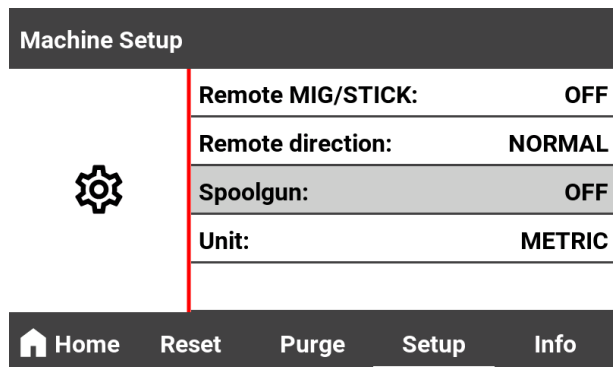 Machine Setup
Remote MIG/STICK: OFF
Remote direction: NORMAL
Spoolgun: OFF
Unit: METRIC
Home Reset Purge Setup Info